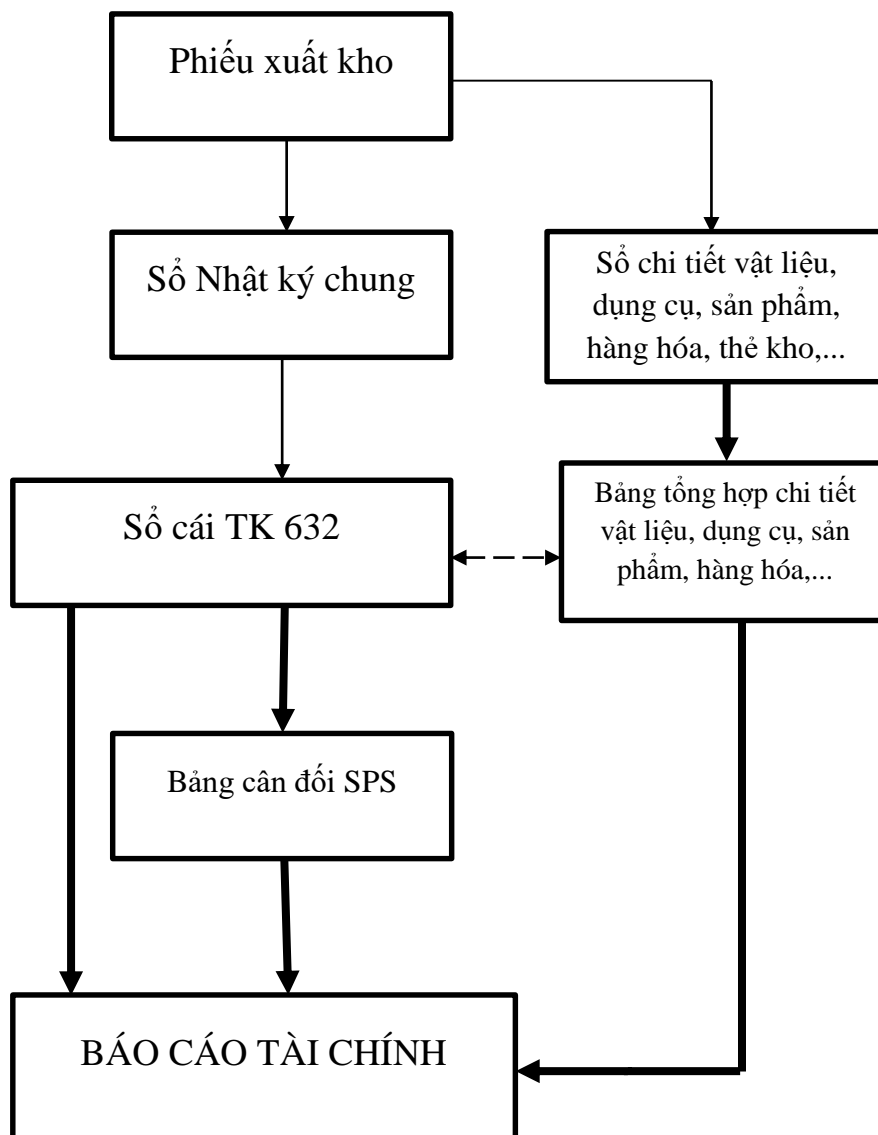 Phiếu xuất kho
Sổ Nhật ký chung
Sổ chi tiết vật liệu,
dụng cụ, sản phẩm,
hàng hóa, thẻ kho,...
Sổ cái TK 632
Bảng tổng hợp chi tiết
vật liệu, dụng cụ, sản
phẩm, hàng hóa,...
Bảng cân đối SPS
BÁO CÁO TÀI CHÍNH